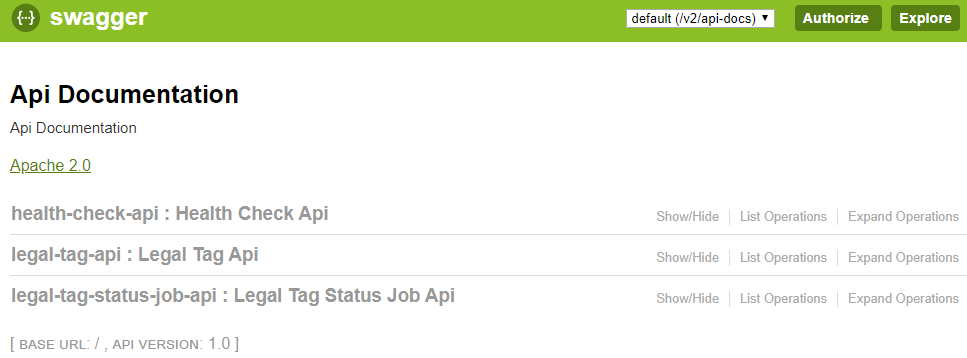 {···} swagger default (/v2/api-docs) ▼ Authorize Explore
Api Documentation
Api Documentation
Apache 2.0
health-check-api : Health Check Api Show/Hide List Operations Expand Operations
legal-tag-api : Legal Tag Api Show/Hide List Operations Expand Operations
legal-tag-status-job-api : Legal Tag Status Job Api Show/Hide List Operations Expand Operations
[ BASE URL: / , API VERSION: 1.0 ]